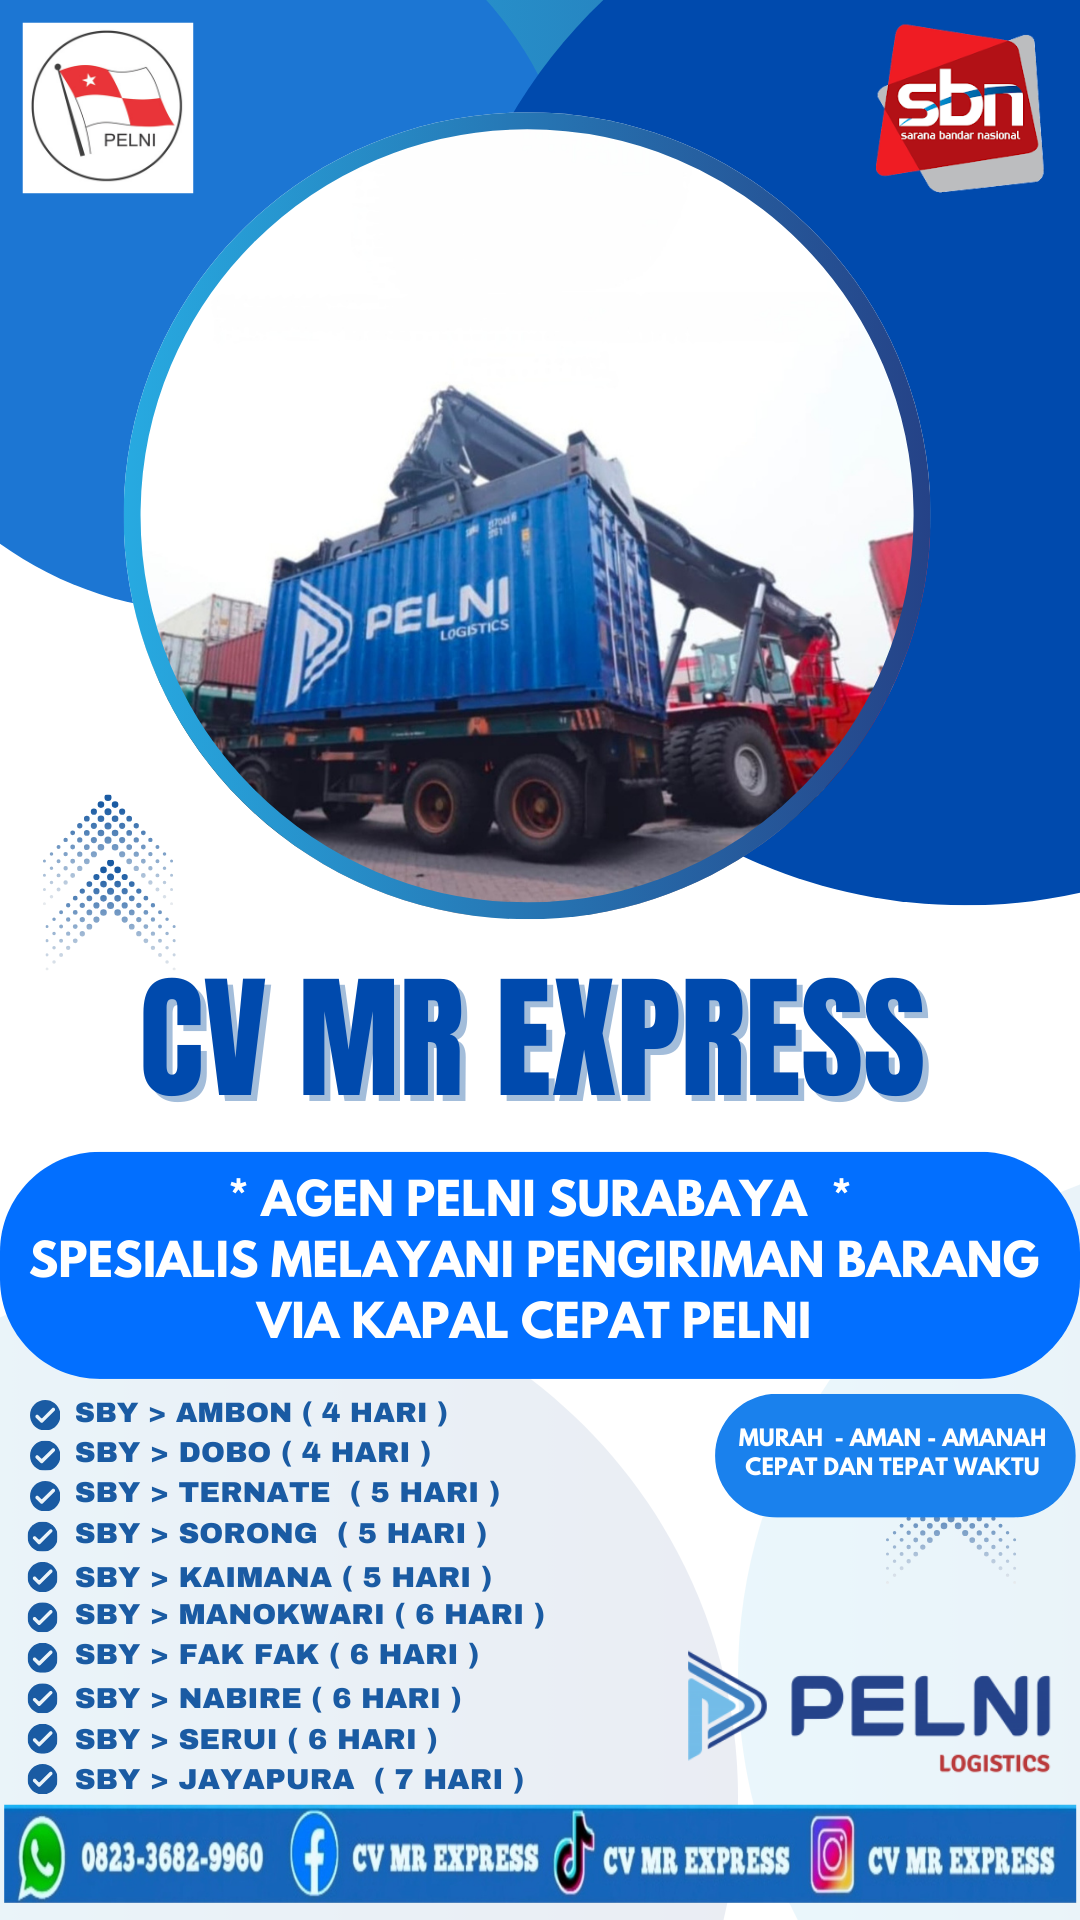 PELNI
sbn
sarana bandar nasional
PELNI
LOGISTICS
CV MR EXPRESS
* AGEN PELNI SURABAYA *
SPESIALIS MELAYANI PENGIRIMAN BARANG
VIA KAPAL CEPAT PELNI
SBY > AMBON ( 4 HARI )
SBY > DOBO ( 4 HARI )
SBY > TERNATE ( 5 HARI )
SBY > SORONG ( 5 HARI )
SBY > KAIMANA ( 5 HARI )
SBY > MANOKWARI ( 6 HARI )
SBY > FAK FAK ( 6 HARI )
SBY > NABIRE ( 6 HARI )
SBY > SERUI ( 6 HARI )
SBY > JAYAPURA ( 7 HARI )
MURAH - AMAN - AMANAH
CEPAT DAN TEPAT WAKTU
PELNI
LOGISTICS
0823-3682-9960 CV MR EXPRESS CV MR EXPRESS CV MR EXPRESS